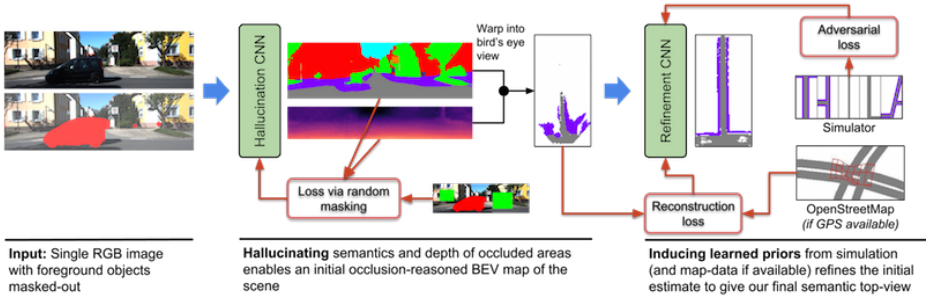 Hallucination CNN
Warp into
bird's eye
view
Loss via random
masking
Refinement CNN
Adversarial
loss
Simulator
Reconstruction
loss
OpenStreetMap
(if GPS available)
Input: Single RGB image
with foreground objects
masked-out
Hallucinating semantics and depth of occluded areas
enables an initial occlusion-reasoned BEV map of the
scene
Inducing learned priors from simulation
(and map-data if available) refines the initial
estimate to give our final semantic top-view